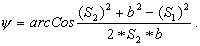 ψ = arcCos (S₂)² + b² − (S₁)² / 2 * S₂ * b .